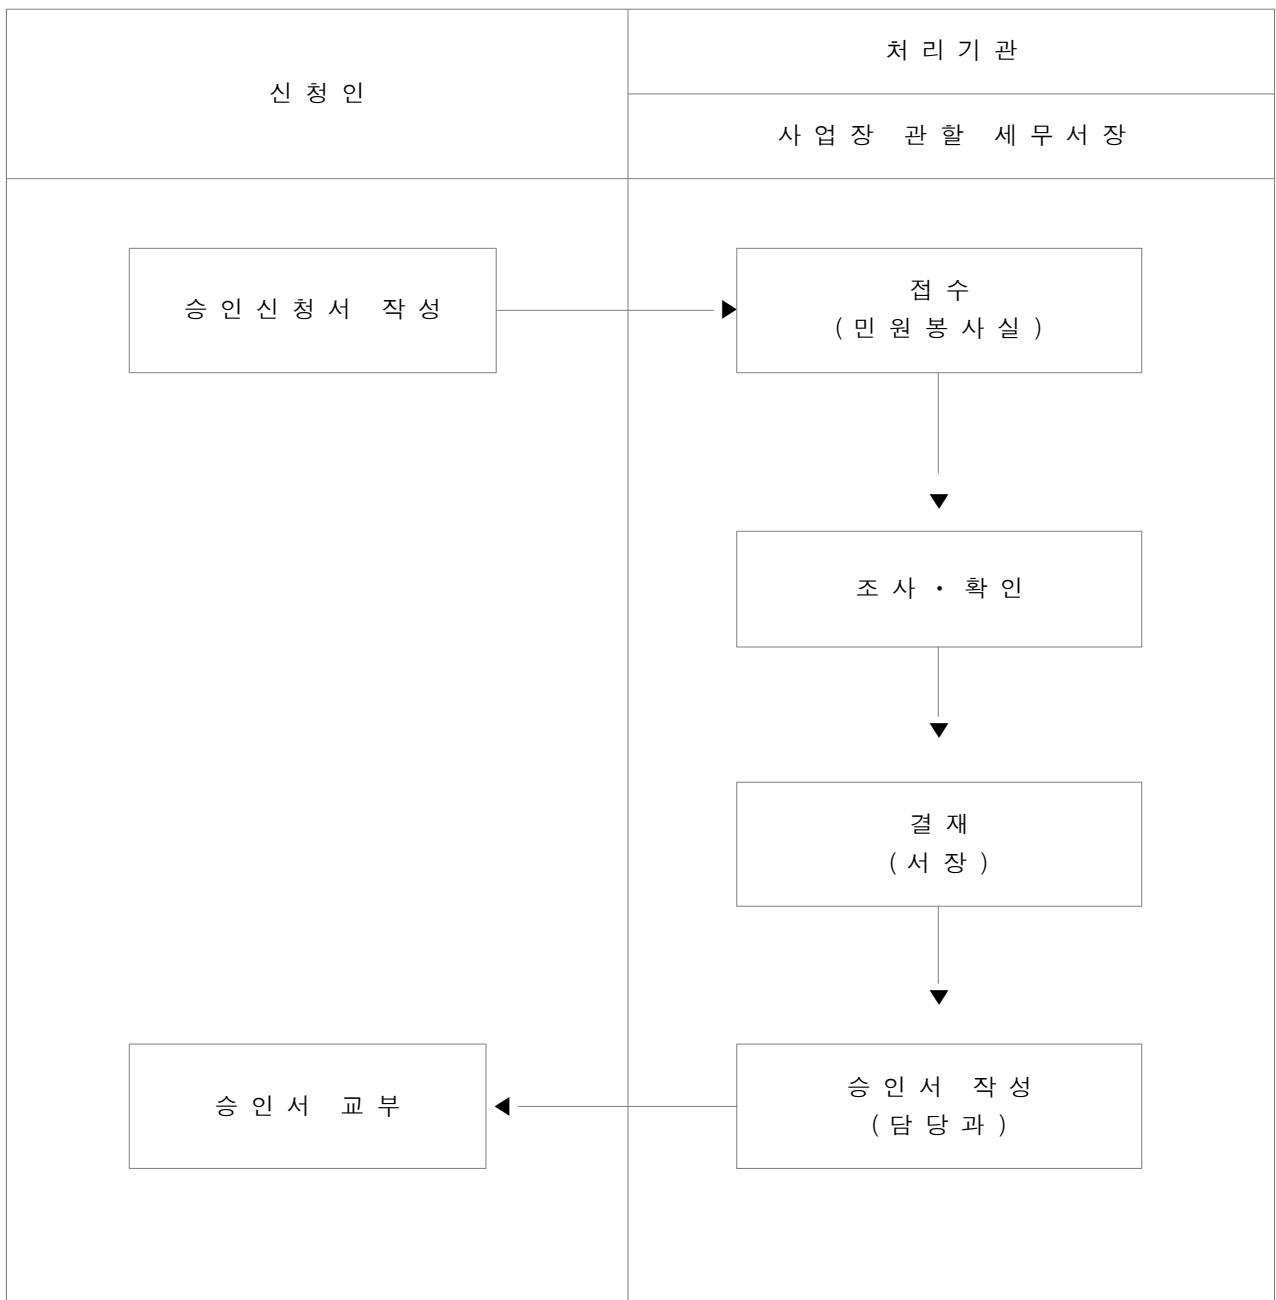 신청인
처리기관
사업장 관할 세무서장
승인신청서 작성
접수
(민원봉사실)
조사·확인
결재
(서장)
승인서 작성
(담당과)
승인서 교부